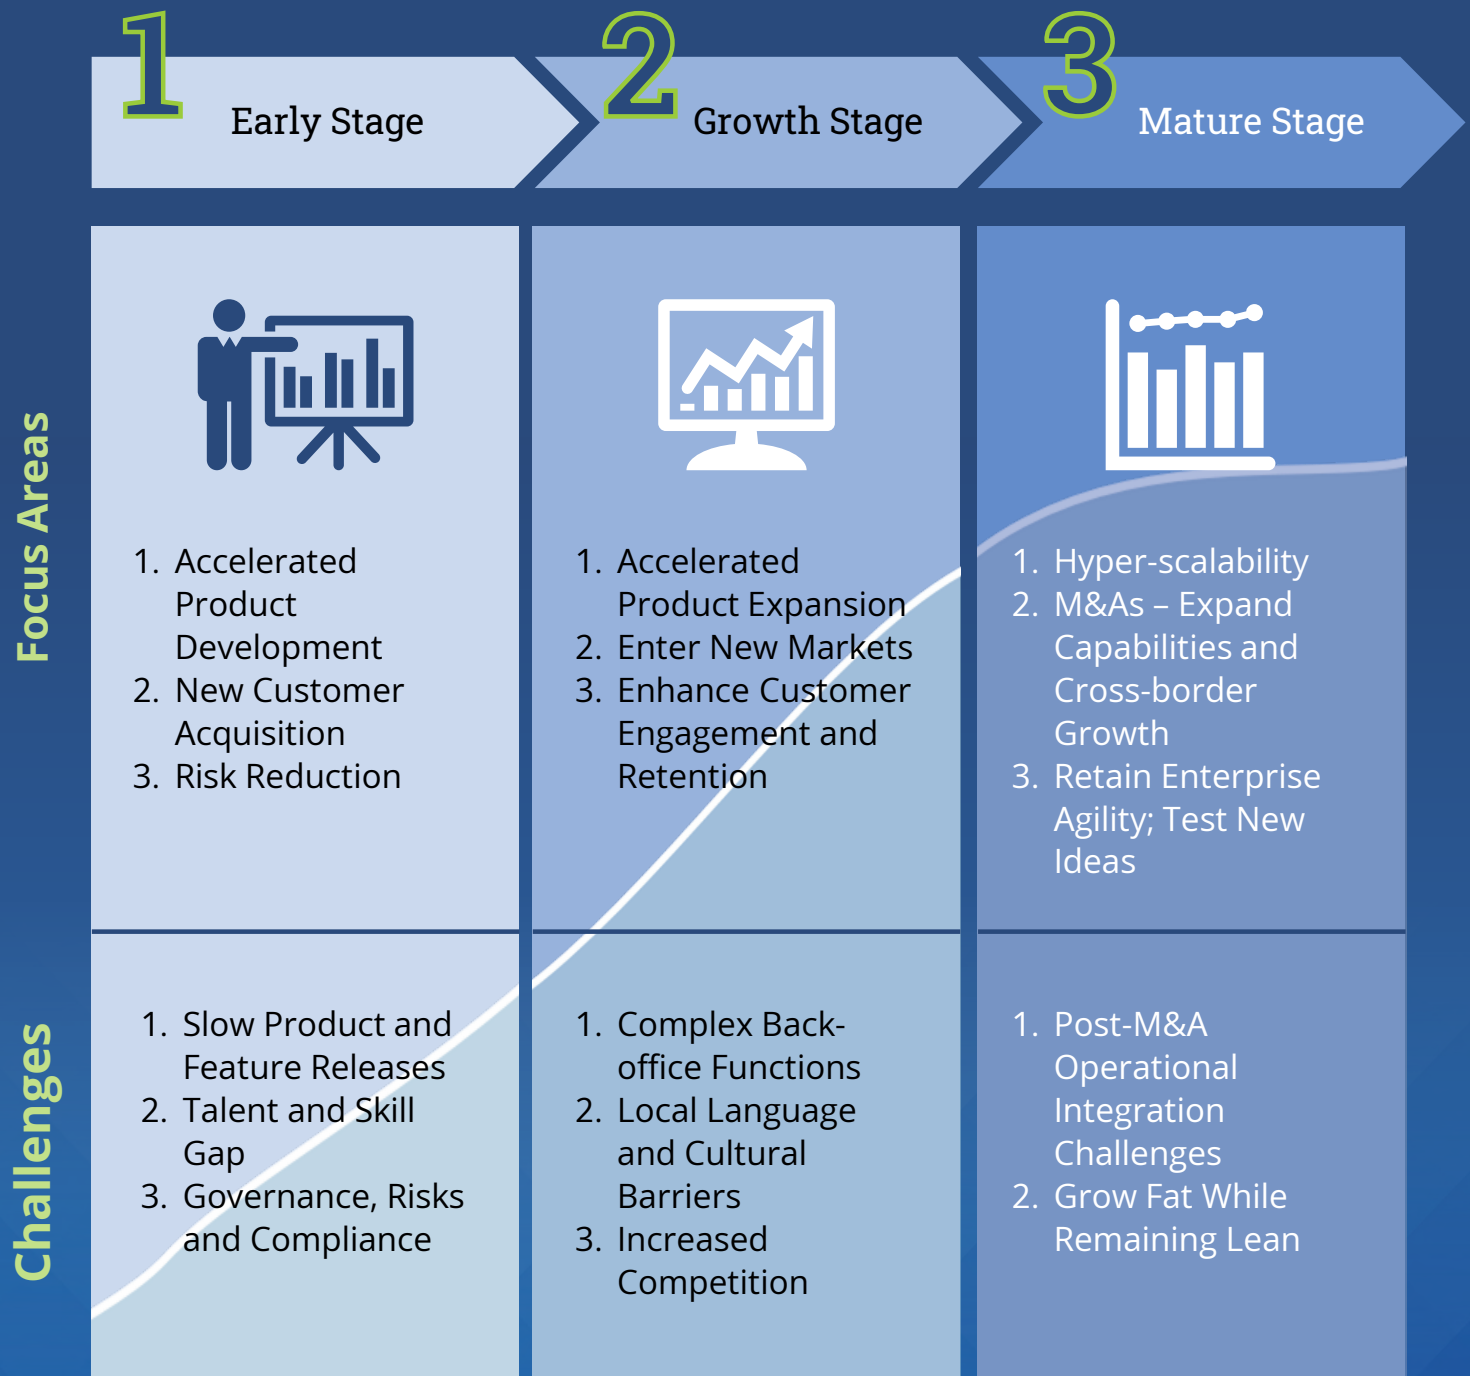 1
Early Stage
2
Growth Stage
3
Mature Stage
Focus Areas
1. Accelerated
Product
Development
2. New Customer
Acquisition
3. Risk Reduction
1. Accelerated
Product Expansion
2. Enter New Markets
3. Enhance Customer
Engagement and
Retention
1. Hyper-scalability
2. M&As – Expand
Capabilities and
Cross-border
Growth
3. Retain Enterprise
Agility; Test New
Ideas
Challenges
1. Slow Product and
Feature Releases
2. Talent and Skill
Gap
3. Governance, Risks
and Compliance
1. Complex Back-
office Functions
2. Local Language
and Cultural
Barriers
3. Increased
Competition
1. Post-M&A
Operational
Integration
Challenges
2. Grow Fat While
Remaining Lean